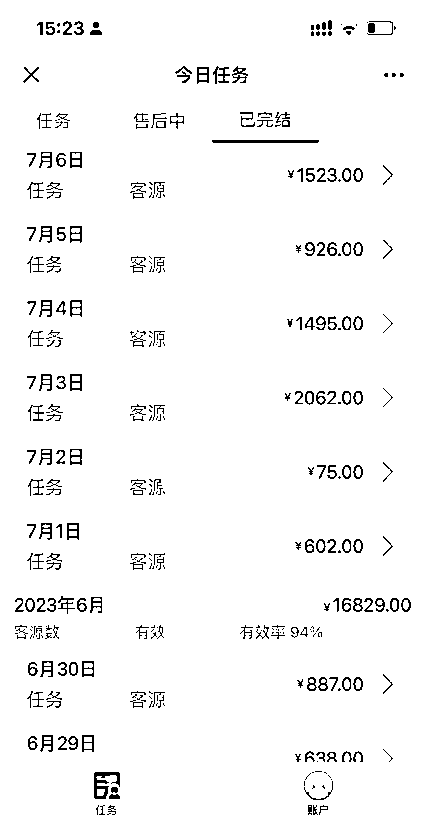 15:23
今日任务
任务 售后中 已完结
7月6日
任务 客源 ¥1523.00
7月5日
任务 客源 ¥926.00
7月4日
任务 客源 ¥1495.00
7月3日
任务 客源 ¥2062.00
7月2日
任务 客源 ¥75.00
7月1日
任务 客源 ¥602.00
2023年6月 ¥16829.00
客源数 有效 有效率 94%
6月30日
任务 客源 ¥887.00
6月29日
¥638.00
任务 账户